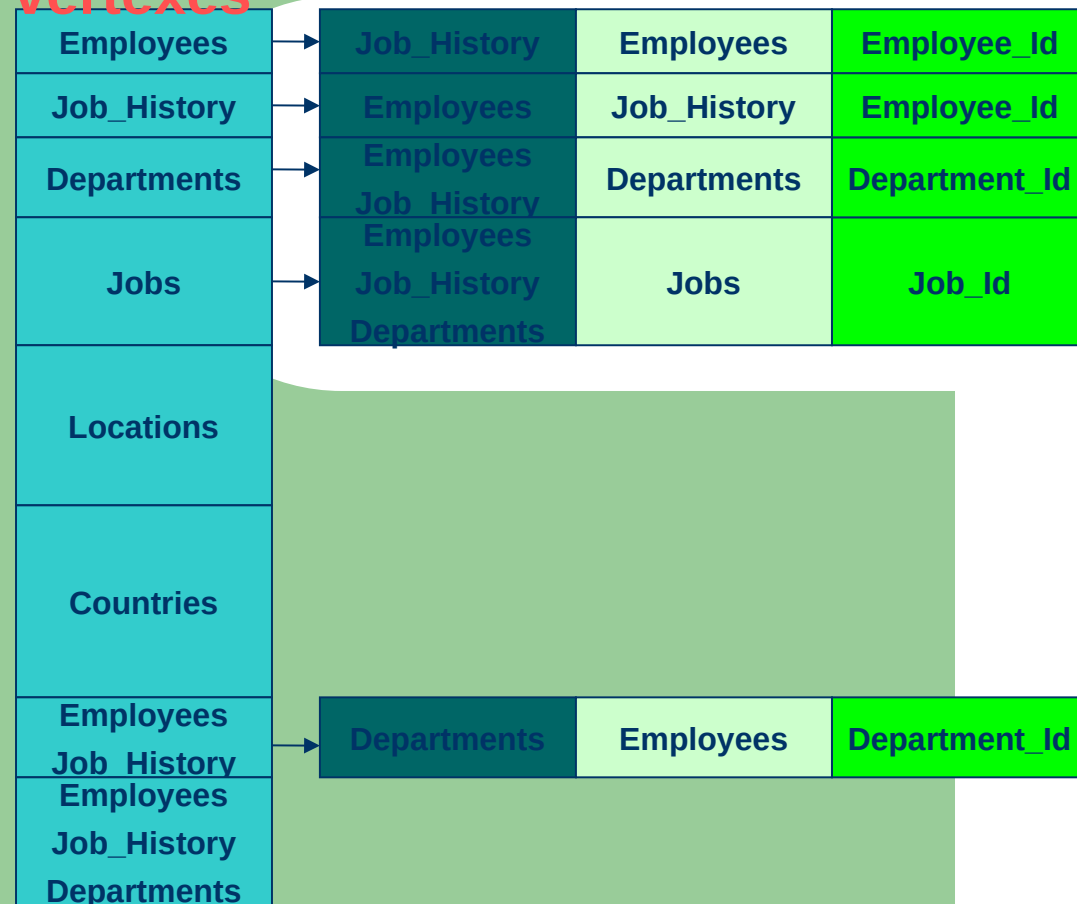 Vertexes
Employees Job_History Employees Employee_Id
Job_History Employees Job_History Employee_Id
Departments
Employees
Job_History
Departments Department_Id
Jobs
Employees
Job_History
Departments
Jobs Job_Id
Locations
Countries
Employees
Job_History
Departments Employees Department_Id
Employees
Job_History
Departments